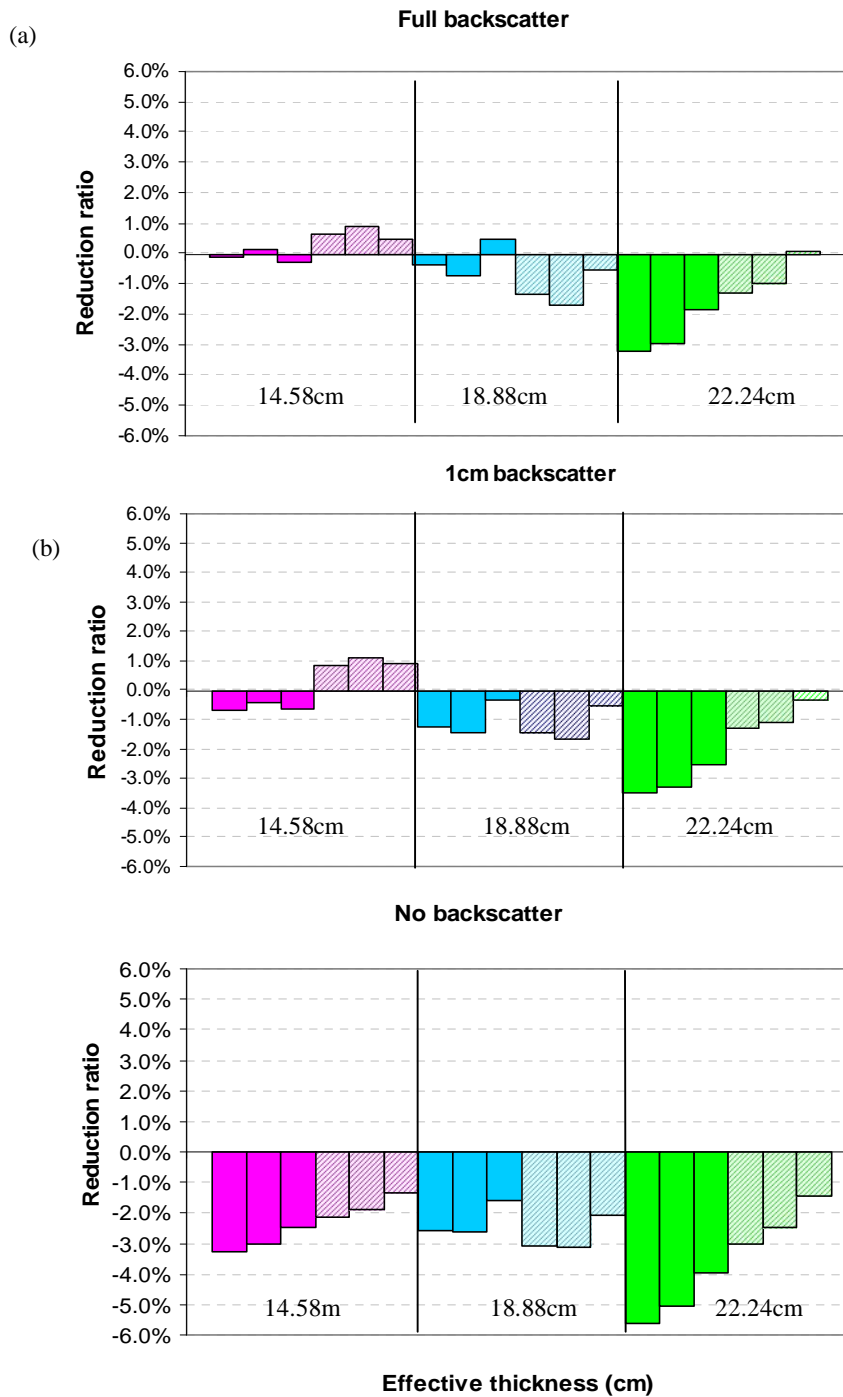 Full backscatter
(a)
6.0%
5.0%
4.0%
3.0%
2.0%
1.0%
0.0%
-1.0%
-2.0%
-3.0%
-4.0%
-5.0%
-6.0%
Reduction ratio
14.58cm
18.88cm
22.24cm
1cm backscatter
(b)
6.0%
5.0%
4.0%
3.0%
2.0%
1.0%
0.0%
-1.0%
-2.0%
-3.0%
-4.0%
-5.0%
-6.0%
Reduction ratio
14.58cm
18.88cm
22.24cm
No backscatter
6.0%
5.0%
4.0%
3.0%
2.0%
1.0%
0.0%
-1.0%
-2.0%
-3.0%
-4.0%
-5.0%
-6.0%
Reduction ratio
14.58m
18.88cm
22.24cm
Effective thickness (cm)